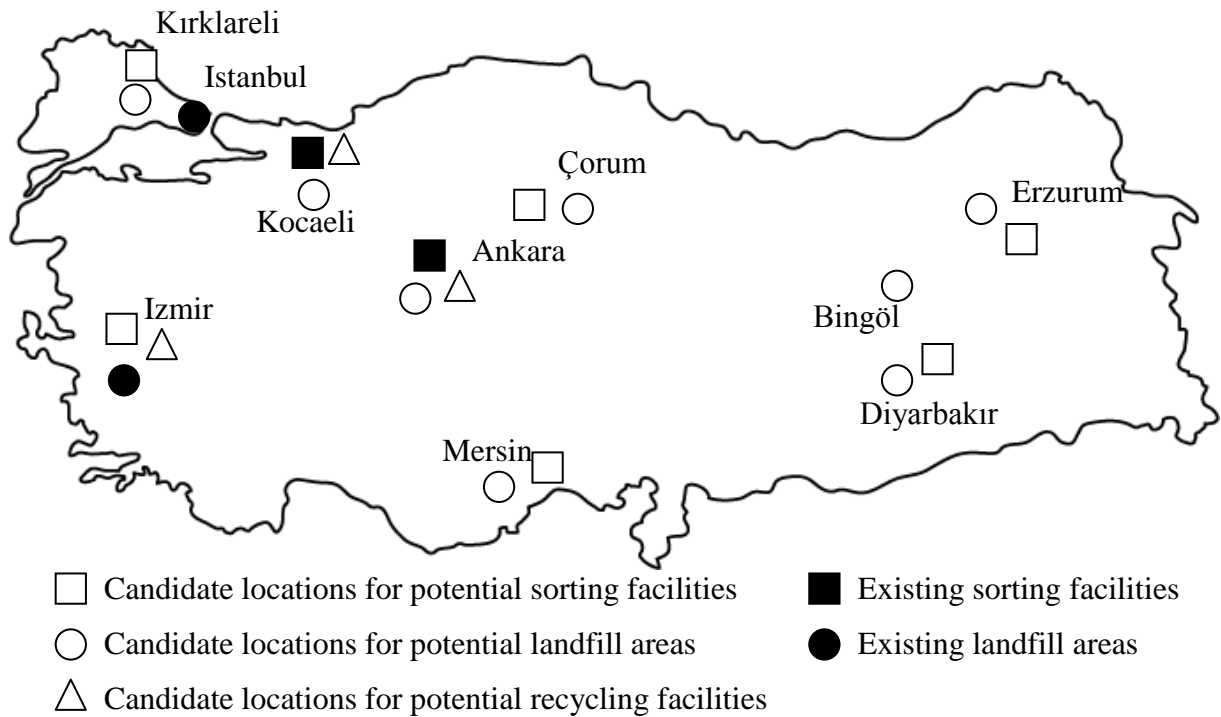 Kırklareli
Istanbul
Çorum
Erzurum
Kocaeli
Ankara
Izmir
Bingöl
Diyarbakır
Mersin
Candidate locations for potential sorting facilities
Existing sorting facilities
Candidate locations for potential landfill areas
Existing landfill areas
Candidate locations for potential recycling facilities